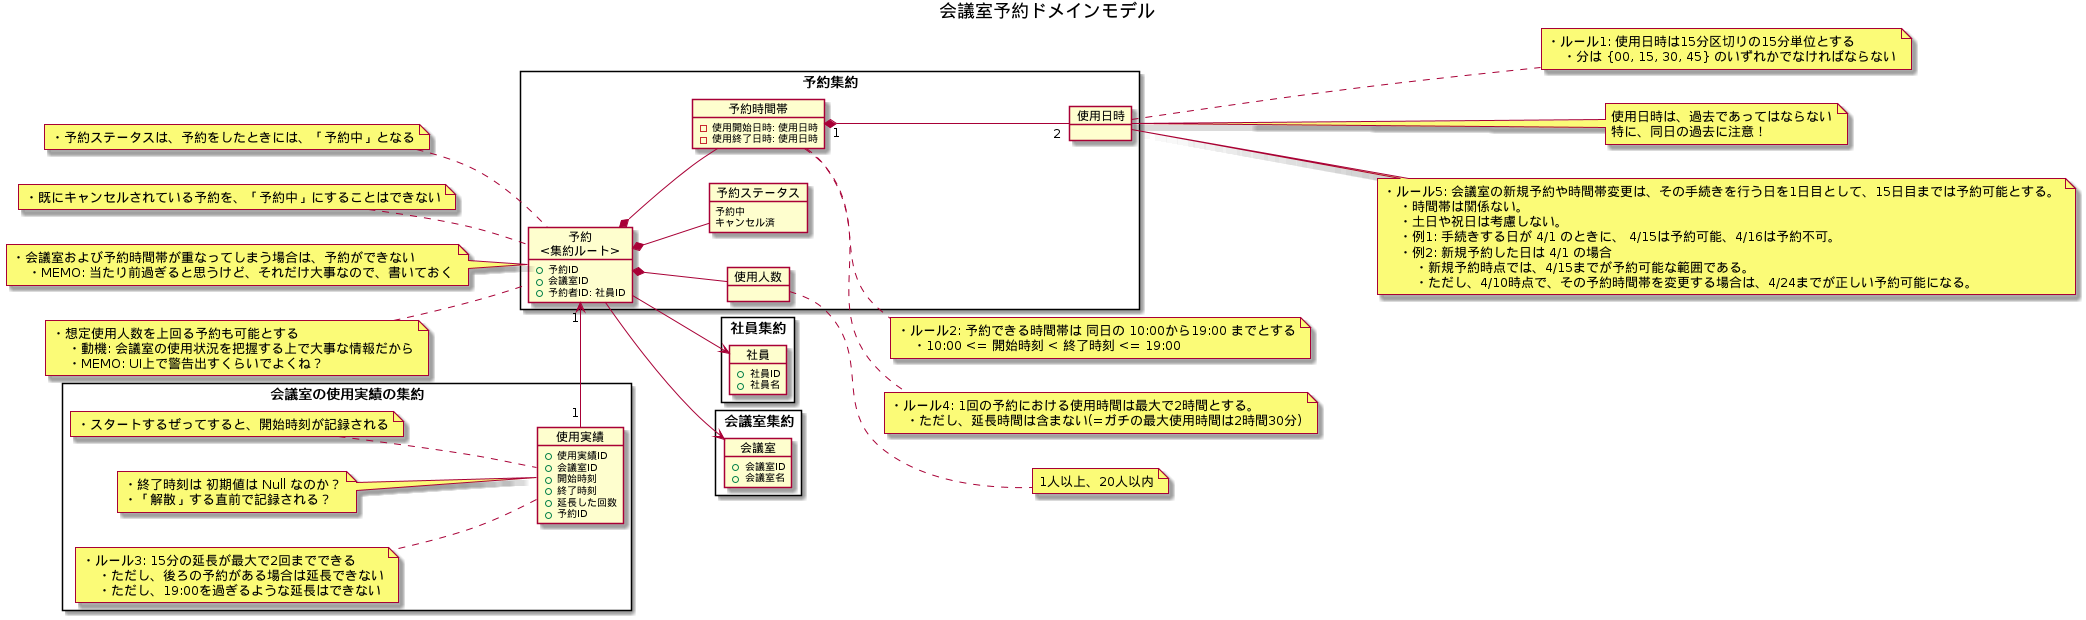 会議室予約ドメインモデル
・ルール1: 使用日時は15分区切りの15分単位とする
・分は {00, 15, 30, 45} のいずれかでなければならない
予約集約
予約時間帯
使用開始日時: 使用日時
使用終了日時: 使用日時
1
2
使用日時
使用日時は、過去であってはならない
特に、同日の過去に注意！
・予約ステータスは、予約をしたときには、「予約中」となる
・既にキャンセルされている予約を、「予約中」にすることはできない
予約ステータス
予約中
キャンセル済
・ルール5: 会議室の新規予約や時間帯変更は、その手続きを行う日を1日目として、15日目までは予約可能とする。
・時間帯は関係ない。
・土日や祝日は考慮しない。
・例1: 手続きする日が 4/1 のときに、 4/15は予約可能、4/16は予約不可。
・例2: 新規予約した日は 4/1 の場合
・新規予約時点では、4/15までが予約可能な範囲である。
・ただし、4/10時点で、その予約時間帯を変更する場合は、4/24までが正しい予約可能になる。
・会議室および予約時間帯が重なってしまう場合は、予約ができない
・MEMO: 当たり前過ぎると思うけど、それだけ大事なので、書いておく
予約
<集約ルート>
予約ID
会議室ID
予約者ID: 社員ID
使用人数
1
・想定使用人数を上回る予約も可能とする
・動機: 会議室の使用状況を把握する上で大事な情報だから
・MEMO: UI上で警告出すくらいでよくね？
社員集約
社員
社員ID
社員名
・ルール2: 予約できる時間帯は 同日の 10:00から19:00 までとする
・10:00 <= 開始時刻 < 終了時刻 <= 19:00
会議室の使用実績の集約
・ルール4: 1回の予約における使用時間は最大で2時間とする。
・ただし、延長時間は含まない(=ガチの最大使用時間は2時間30分)
1
会議室集約
会議室
会議室ID
会議室名
・スタートするぜってすると、開始時刻が記録される
使用実績
使用実績ID
会議室ID
開始時刻
終了時刻
延長した回数
予約ID
・終了時刻は 初期値は Null なのか？
・「解散」する直前で記録される？
1人以上、20人以内
・ルール3: 15分の延長が最大で2回までできる
・ただし、後ろの予約がある場合は延長できない
・ただし、19:00を過ぎるような延長はできない